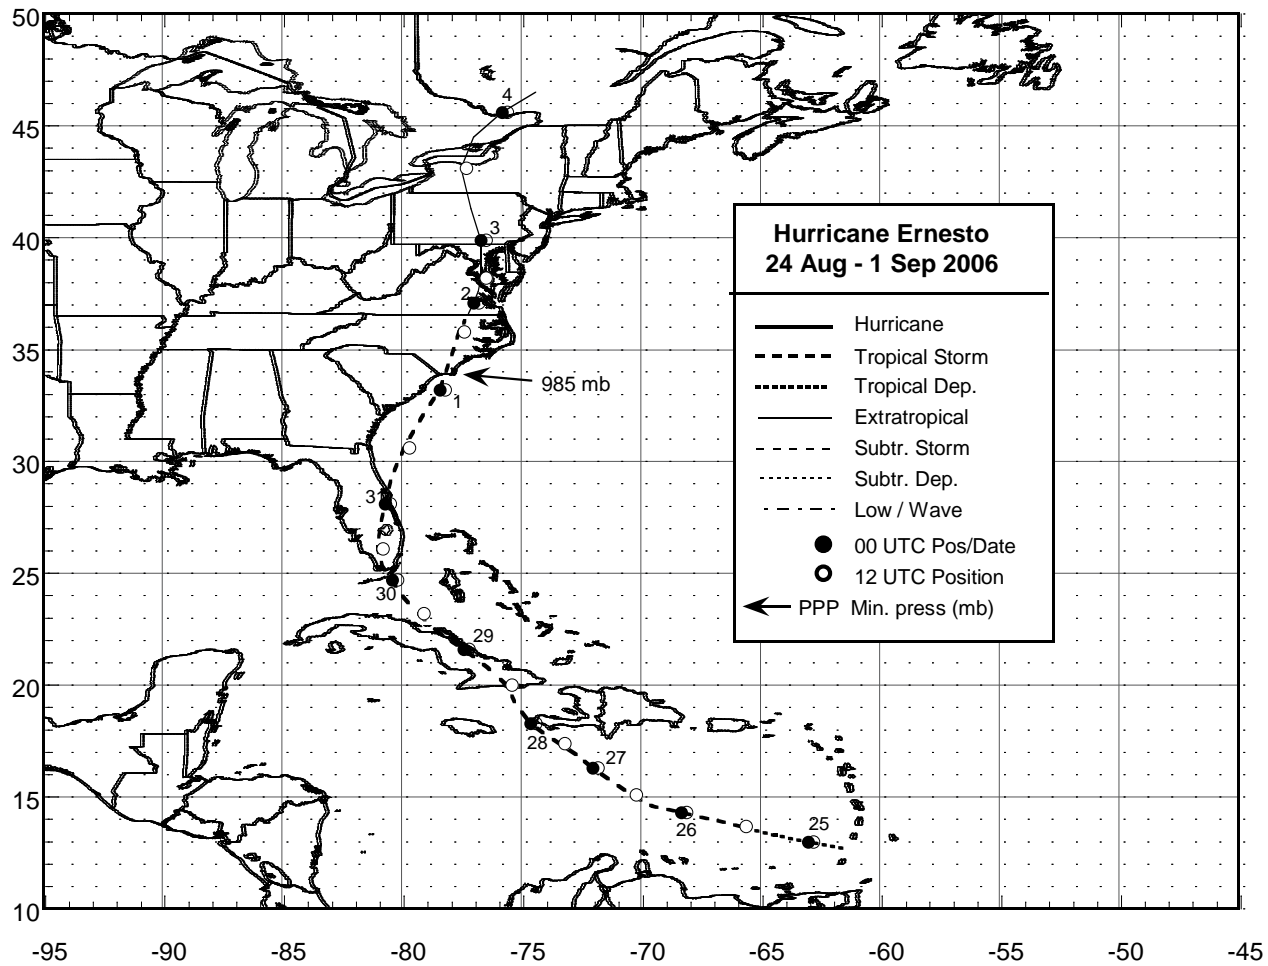 50
4
45
3
40
Hurricane Ernesto
24 Aug - 1 Sep 2006
2
Hurricane
35
Tropical Storm
985 mb
Tropical Dep.
1
Extratropical
Subtr. Storm
30
Subtr. Dep.
31
Low / Wave
00 UTC Pos/Date
25
12 UTC Position
30
PPP Min. press (mb)
29
20
28
27
15
26
25
10
-95 -90 -85 -80 -75 -70 -65 -60 -55 -50 -45